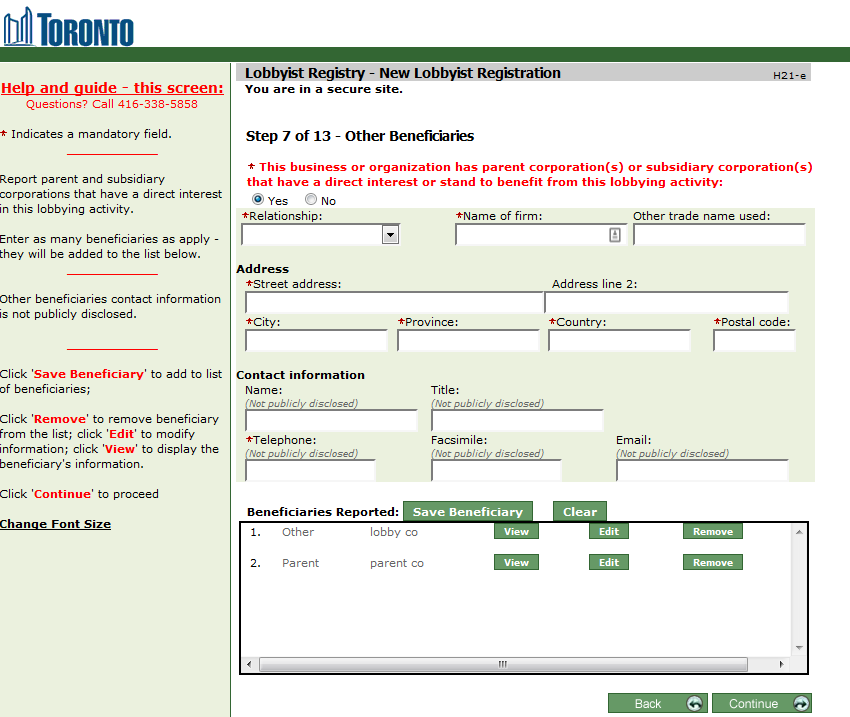 TORONTO
Help and guide - this screen:
Questions? Call 416-338-5858
* Indicates a mandatory field.
Report parent and subsidiary
corporations that have a direct interest
in this lobbying activity.
Enter as many beneficiaries as apply -
they will be added to the list below.
Other beneficiaries contact information
is not publicly disclosed.
Click 'Save Beneficiary' to add to list
of beneficiaries;
Click 'Remove' to remove beneficiary
from the list; click 'Edit' to modify
information; click 'View' to display the
beneficiary's information.
Click 'Continue' to proceed
Change Font Size
Lobbyist Registry - New Lobbyist Registration H21-e
You are in a secure site.
Step 7 of 13 - Other Beneficiaries
* This business or organization has parent corporation(s) or subsidiary corporation(s)
that have a direct interest or stand to benefit from this lobbying activity:
Yes No
*Relationship: *Name of firm: Other trade name used:
Address
*Street address: Address line 2:
*City: *Province: *Country: *Postal code:
Contact information
Name: Title:
(Not publicly disclosed) (Not publicly disclosed)
*Telephone: Facsimile: Email:
(Not publicly disclosed) (Not publicly disclosed) (Not publicly disclosed)
Beneficiaries Reported: Save Beneficiary Clear
1. Other lobby co View Edit Remove
2. Parent parent co View Edit Remove
Back Continue